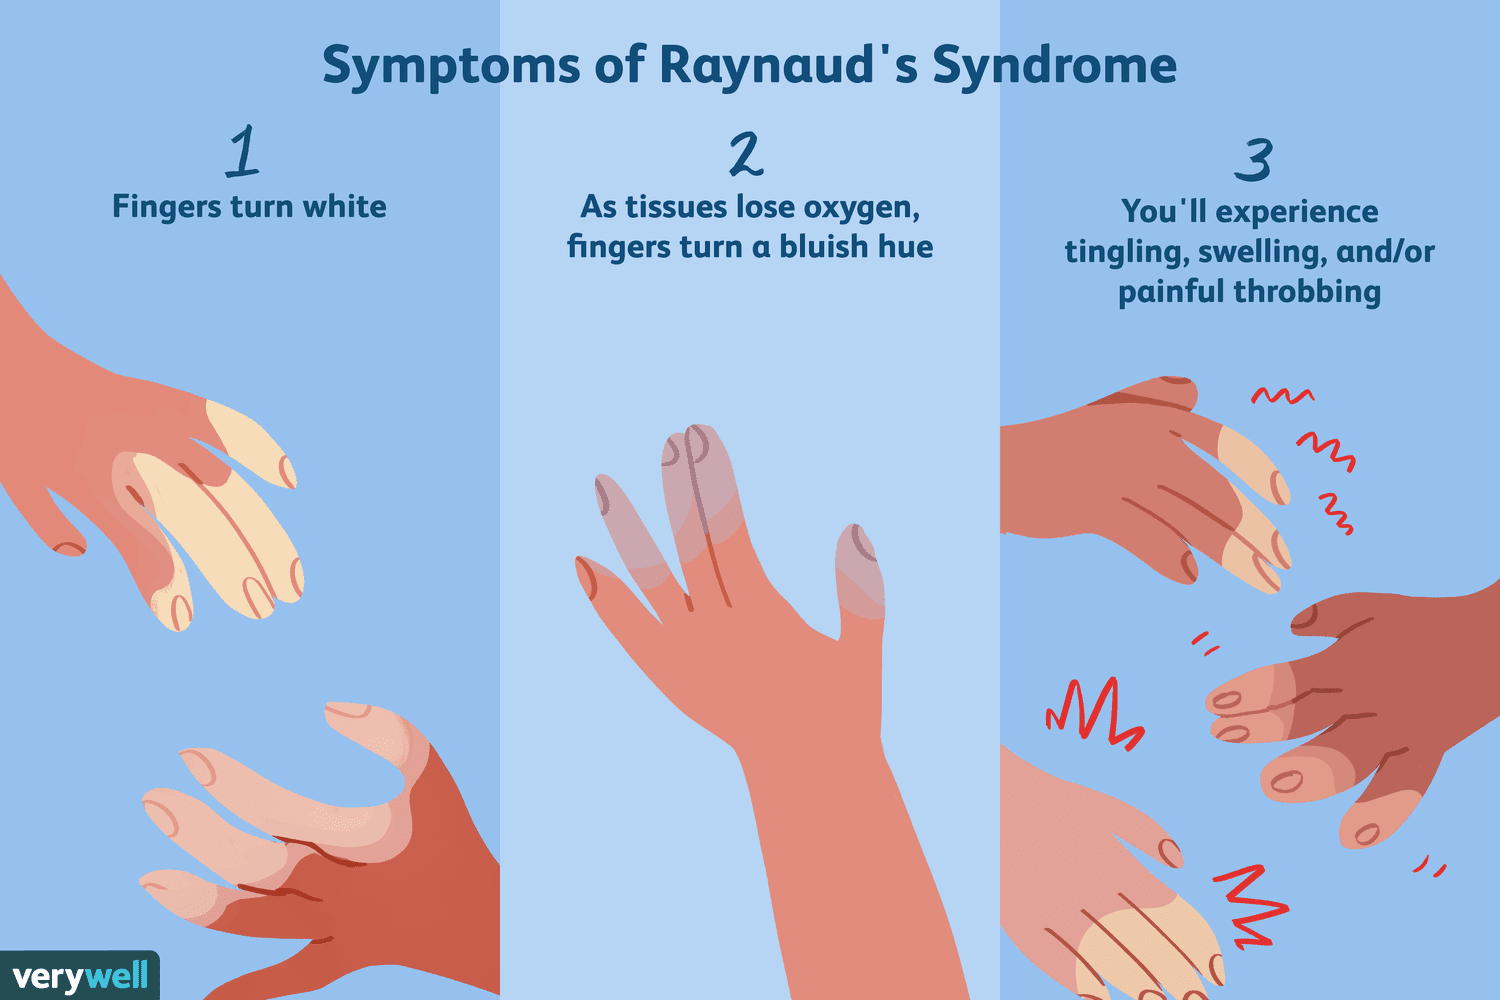 Symptoms of Raynaud's Syndrome
1
Fingers turn white
2
As tissues lose oxygen,
fingers turn a bluish hue
3
You'll experience
tingling, swelling, and/or
painful throbbing
verywell